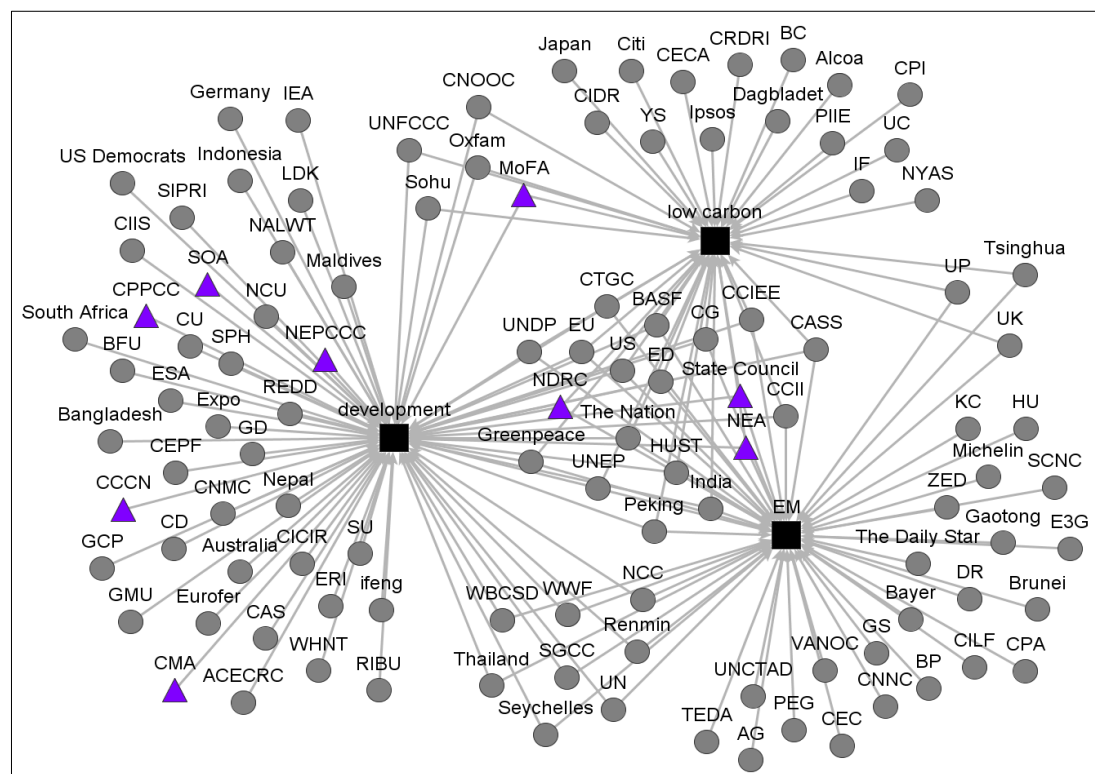 Japan
Citi
CECA
CRDRI
BC
Alcoa
CPI
CNOOC
CIDR
YS
Ipsos
Dagbladet
PIIE
UC
Germany
IEA
UNFCCC
Oxfam
MoFA
IF
NYAS
US Democrats
Indonesia
LDK
Sohu
SIPRI
NALWT
low carbon
CIIS
SOA
Maldives
Tsinghua
CPPCC
NCU
CTGC
BASF
CCIEE
UP
South Africa
CU
SPH
NEPCCC
UNDP
EU
CG
CASS
UK
BFU
US
ED
State Council
ESA
REDD
NDRC
CCII
Expo
development
The Nation
NEA
KC
HU
Bangladesh
CEPF
GD
Greenpeace
HUST
Michelin
UNEP
SCNC
CCCN
CNMC
Nepal
India
ZED
Peking
EM
Gaotong
E3G
CD
SU
The Daily Star
GCP
Australia
CICIR
DR
Brunei
GMU
Eurofer
ERI
ifeng
WBCSD
WWF
NCC
Bayer
CAS
Renmin
GS
CILF
CPA
WHNT
VANOC
BP
CMA
ACECRC
RIBU
Thailand
SGCC
UNCTAD
CNNC
Seychelles
UN
PEG
TEDA
CEC
AG